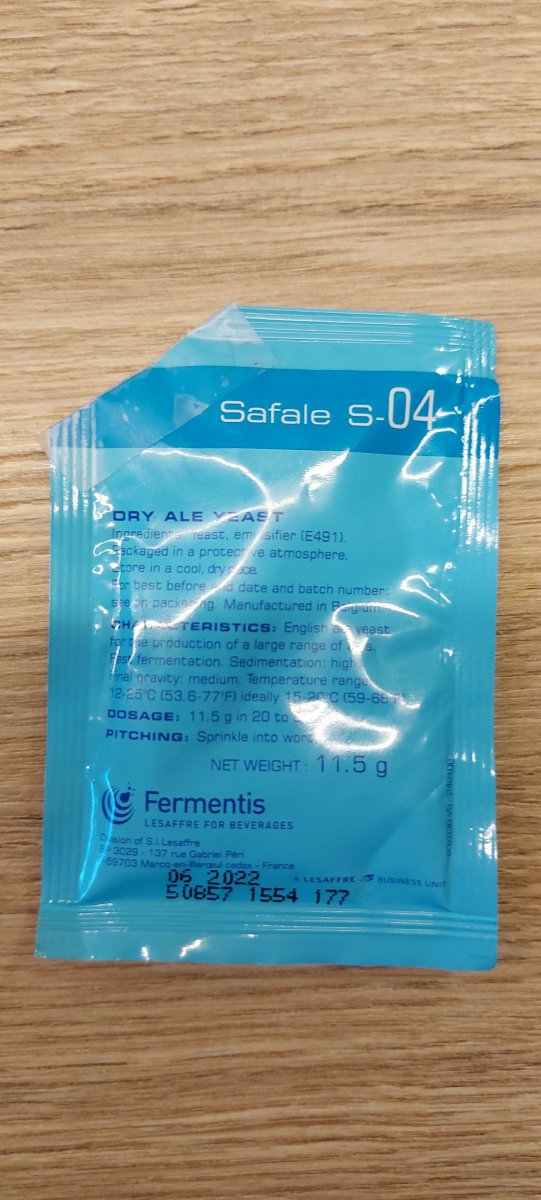 Safale S-04
DRY ALE YEAST
Ingredients: yeast, emulsifier (E491).
Packaged in a protective atmosphere.
Store in a cool, dry place.
For best before end date and batch number:
see on packaging. Manufactured in Belgium.
CHARACTERISTICS: English ale yeast
for the production of a large range of ales.
Fast fermentation. Sedimentation: high.
Final gravity: medium. Temperature range
12-25°C (53.6-77°F) ideally 15-20°C (59-68°F)
DOSAGE: 11.5 g in 20 to
PITCHING: Sprinkle into wort
NET WEIGHT: 11.5 g
Fermentis
LESAFFRE FOR BEVERAGES
Division of S.I.Lesaffre
BP 3029 - 137 rue Gabriel Péri
F-59703 Marcq-en-Barœul cedex - France
A LESAFFRE BUSINESS UNIT
06 2022
50857 1554 177